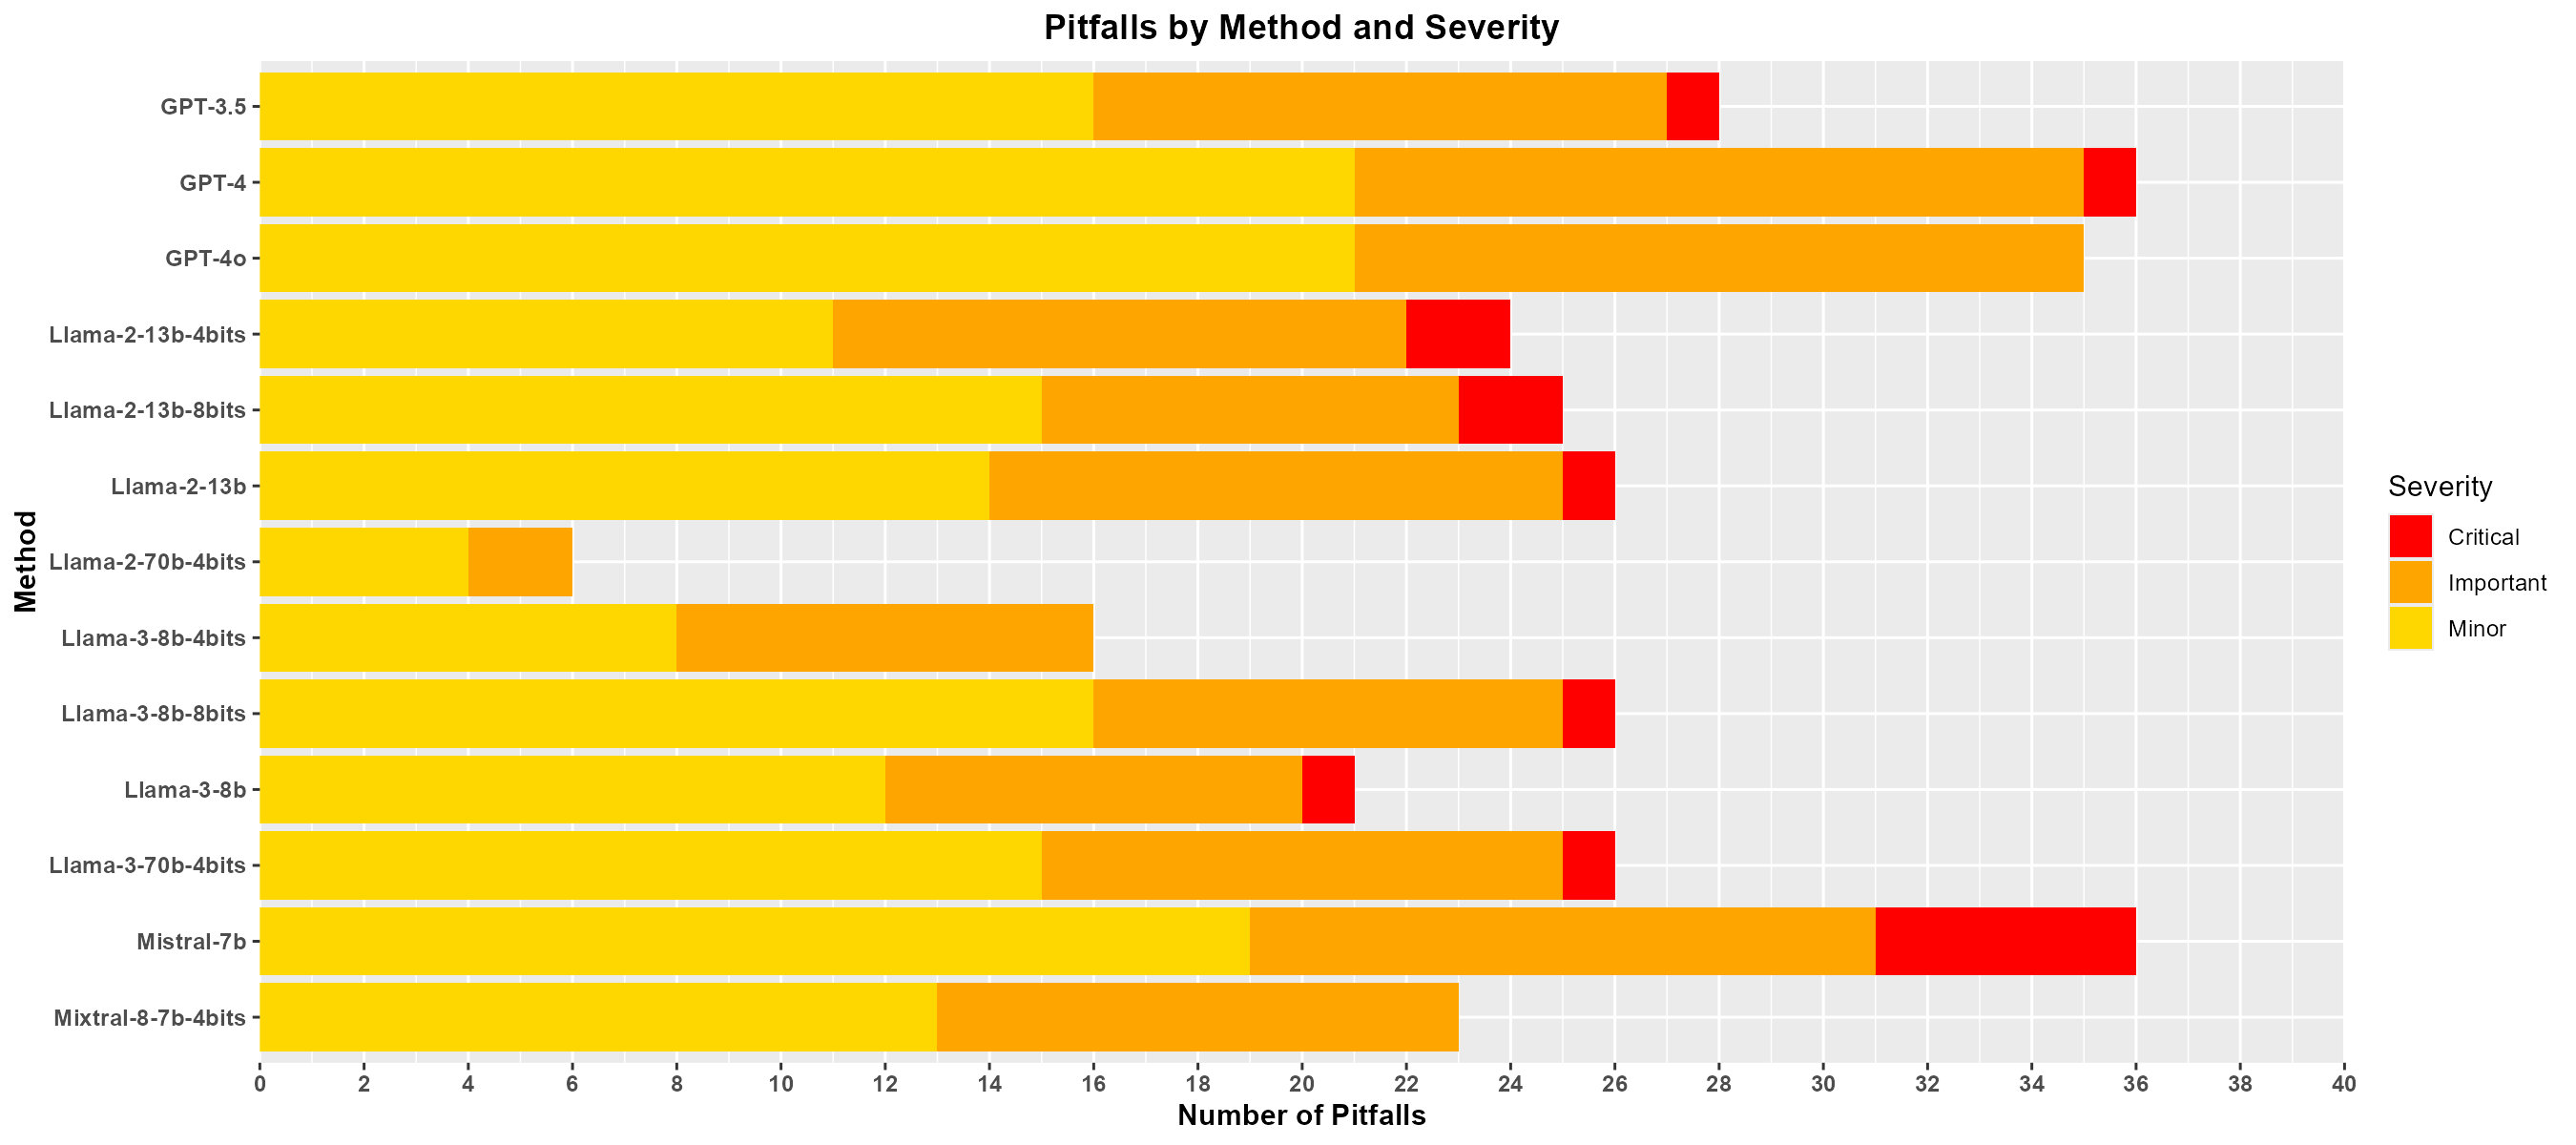 Pitfalls by Method and Severity
GPT-3.5
GPT-4
GPT-4o
Llama-2-13b-4bits
Llama-2-13b-8bits
Llama-2-13b
Llama-2-70b-4bits
Llama-3-8b-4bits
Llama-3-8b-8bits
Llama-3-8b
Llama-3-70b-4bits
Mistral-7b
Mixtral-8-7b-4bits
Method
0 2 4 6 8 10 12 14 16 18 20 22 24 26 28 30 32 34 36 38 40
Number of Pitfalls
Severity
Critical
Important
Minor